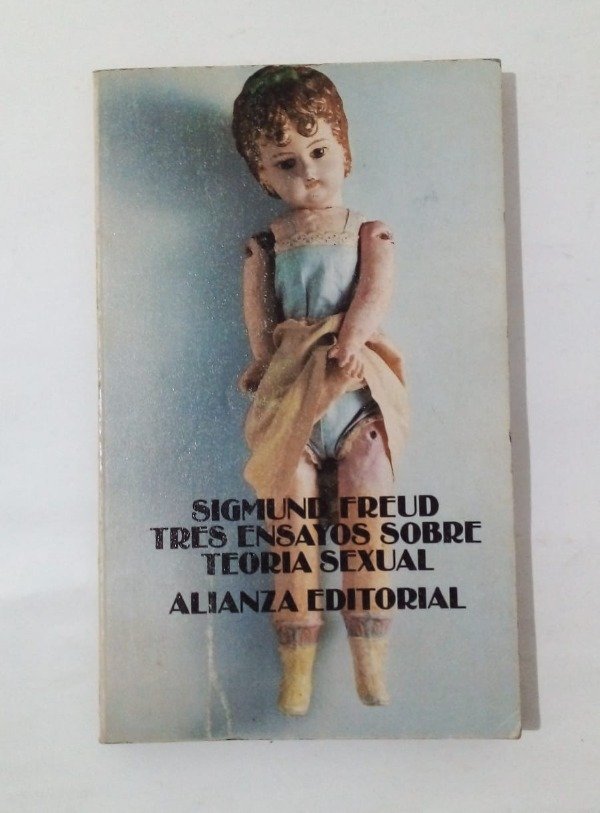 SIGMUND FREUD
TRES ENSAYOS SOBRE
TEORIA SEXUAL
ALIANZA EDITORIAL